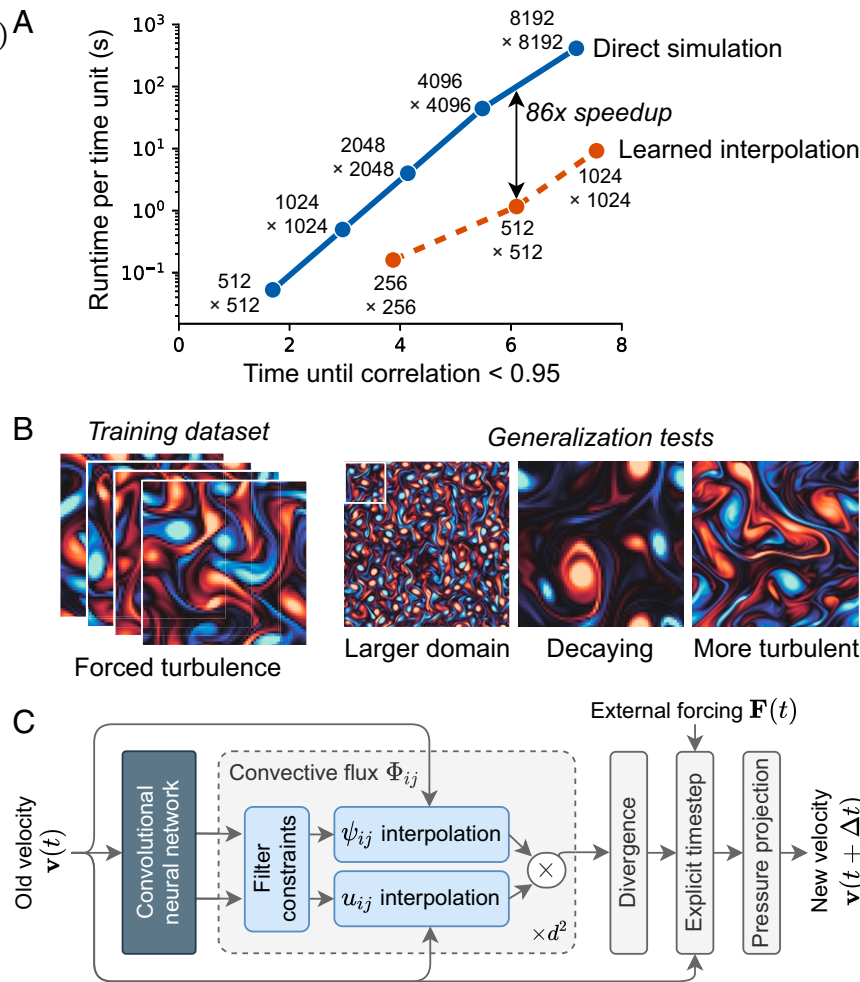 )
A
Runtime per time unit (s)
10³
10²
10¹
10⁰
10⁻¹
0
2
4
6
8
Time until correlation < 0.95
512
× 512
1024
× 1024
2048
× 2048
4096
× 4096
8192
× 8192
Direct simulation
86x speedup
Learned interpolation
256
× 256
512
× 512
1024
× 1024
B
Training dataset
Generalization tests
Forced turbulence
Larger domain
Decaying
More turbulent
C
External forcing F(t)
Old velocity
v(t)
Convolutional
neural network
Convective flux Φᵢⱼ
Filter
constraints
ψᵢⱼ interpolation
uᵢⱼ interpolation
×
×d²
Divergence
Explicit timestep
Pressure projection
New velocity
v(t + Δt)